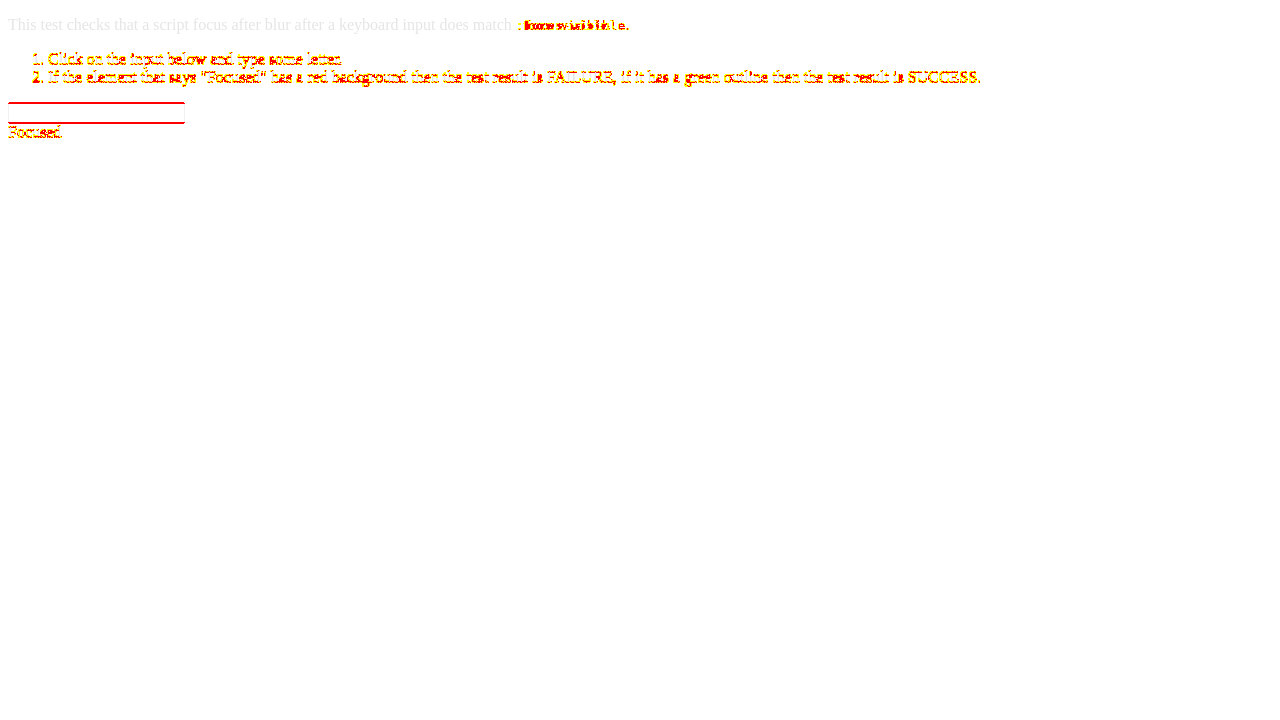 This test checks that a script focus after blur after a keyboard input does match :focus-visible.
1. Click on the input below and type some letter.
2. If the element that says "Focused" has a red background then the test result is FAILURE, if it has a green outline then the test result is SUCCESS.
Focused